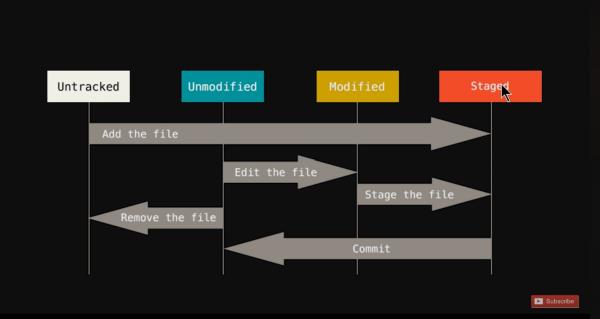 Untracked
Unmodified
Modified
Staged
Add the file
Edit the file
Stage the file
Remove the file
Commit
Subscribe